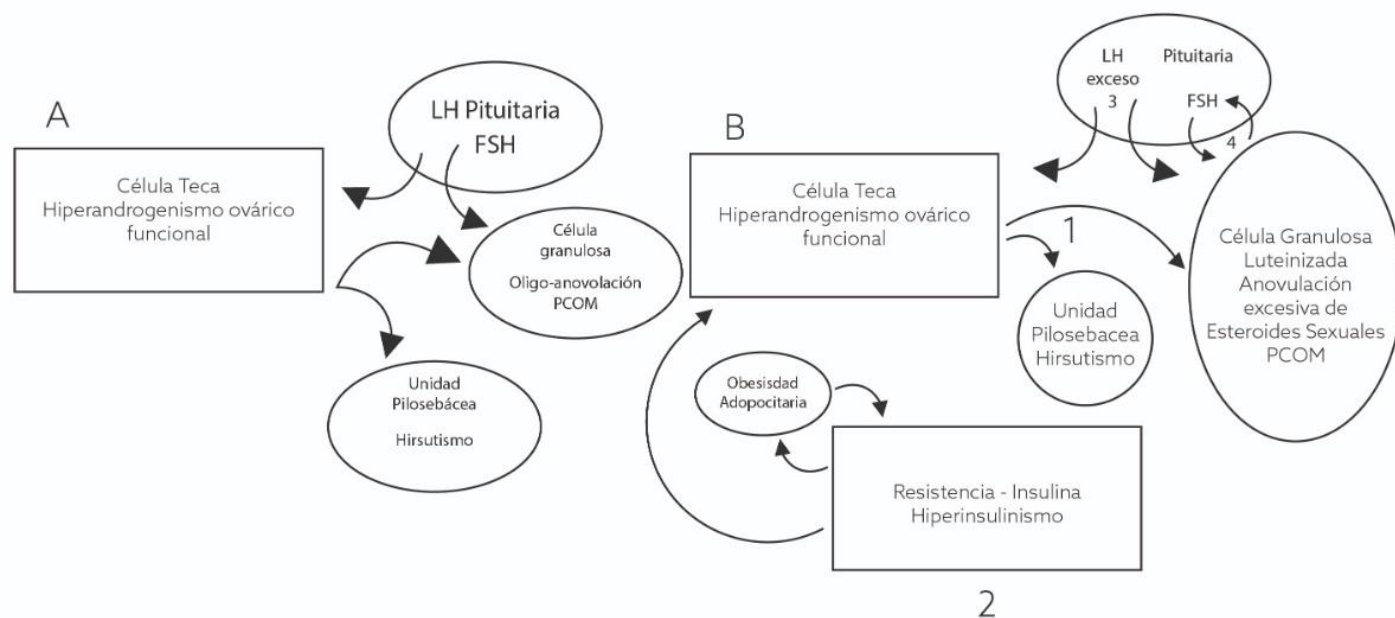 A
LH Pituitaria
FSH
Célula Teca
Hiperandrogenismo ovárico
funcional
Célula
granulosa
Oligo-anovolación
PCOM
Unidad
Pilosebácea
Hirsutismo
B
LH Pituitaria
exceso
3
FSH
4
Célula Teca
Hiperandrogenismo ovárico
funcional
1
Unidad
Pilosebacea
Hirsutismo
Célula Granulosa
Luteinizada
Anovulación
excesiva de
Esteroides Sexuales
PCOM
Obesisdad
Adopocitaria
Resistencia - Insulina
Hiperinsulinismo
2